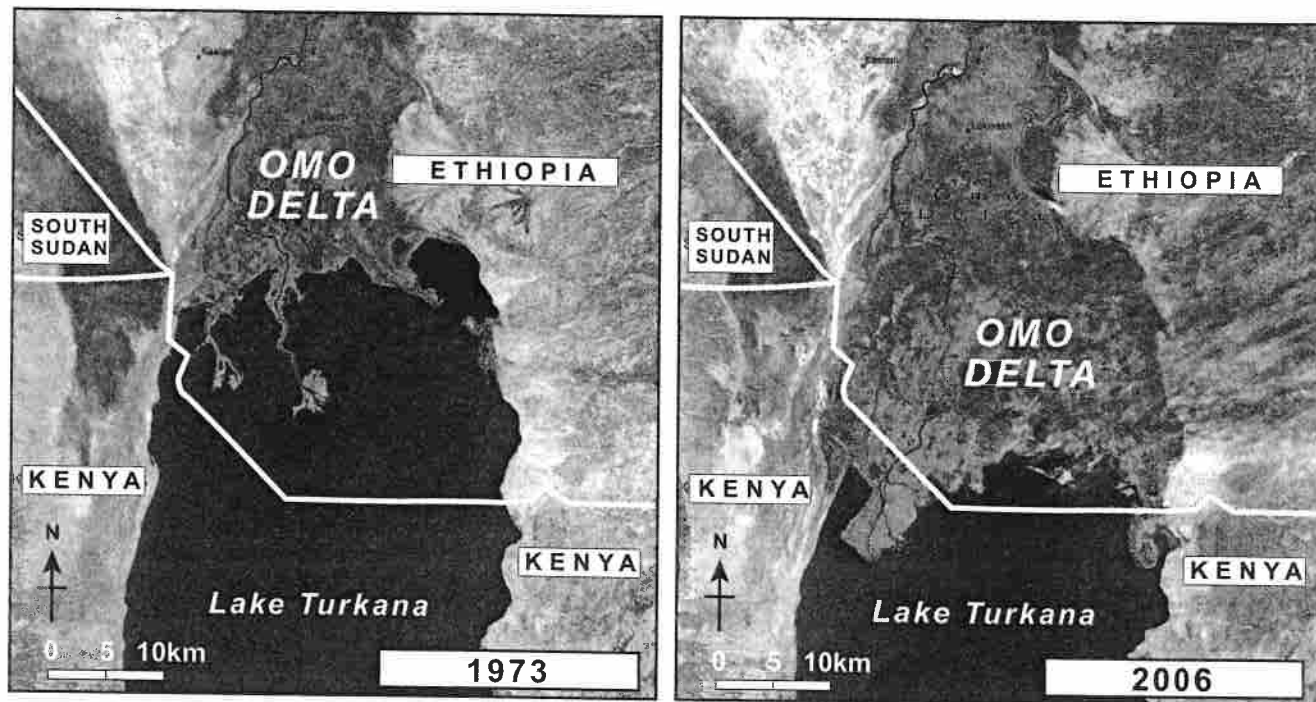 OMO
DELTA
ETHIOPIA
SOUTH
SUDAN
KENYA
N
KENYA
Lake Turkana
0 5 10km
1973
ETHIOPIA
SOUTH
SUDAN
OMO
DELTA
KENYA
N
KENYA
Lake Turkana
0 5 10km
2006